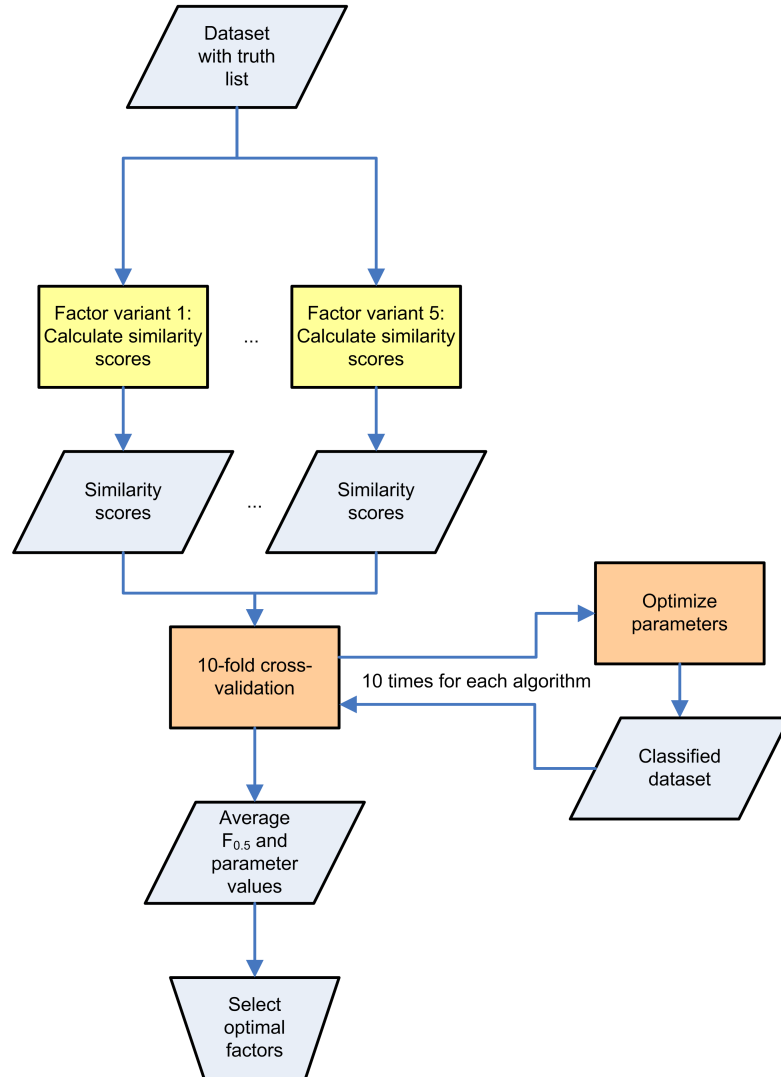 Dataset
with truth
list
Factor variant 1:
Calculate similarity
scores
...
Factor variant 5:
Calculate similarity
scores
Similarity
scores
...
Similarity
scores
Optimize
parameters
10-fold cross-
validation
10 times for each algorithm
Classified
dataset
Average
F0.5 and
parameter
values
Select
optimal
factors